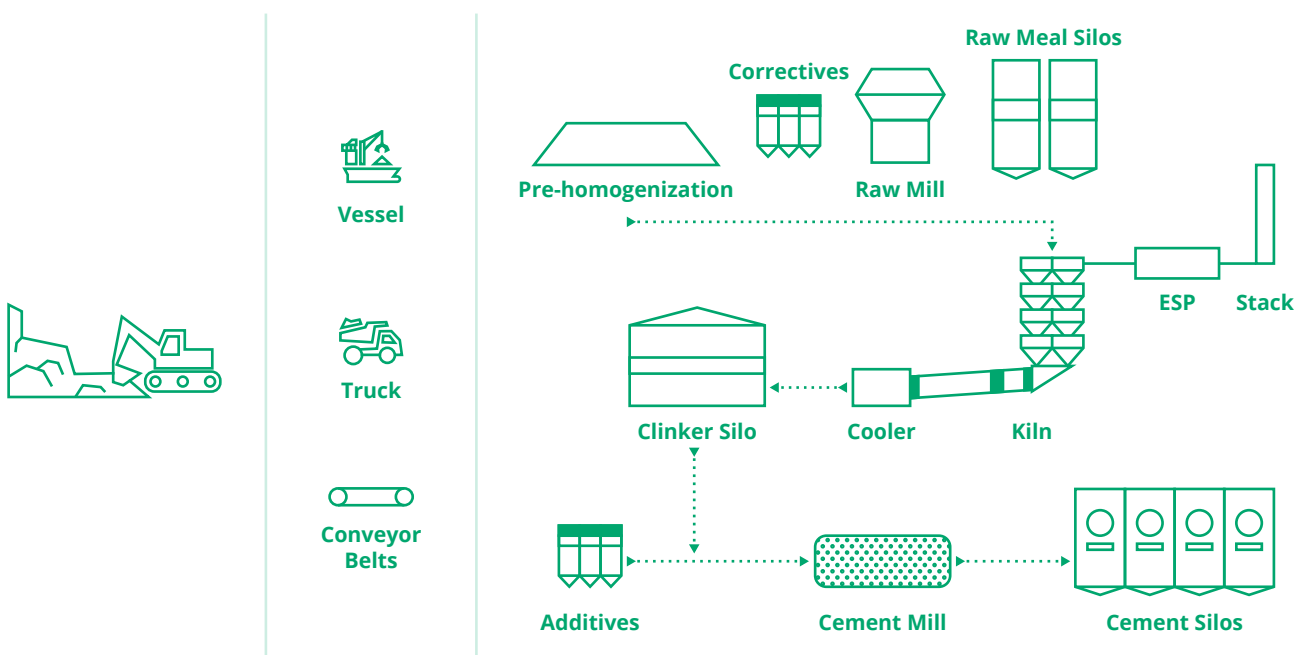 Vessel
Truck
Conveyor
Belts
Raw Meal Silos
Correctives
Pre-homogenization
Raw Mill
ESP
Stack
Clinker Silo
Cooler
Kiln
Additives
Cement Mill
Cement Silos